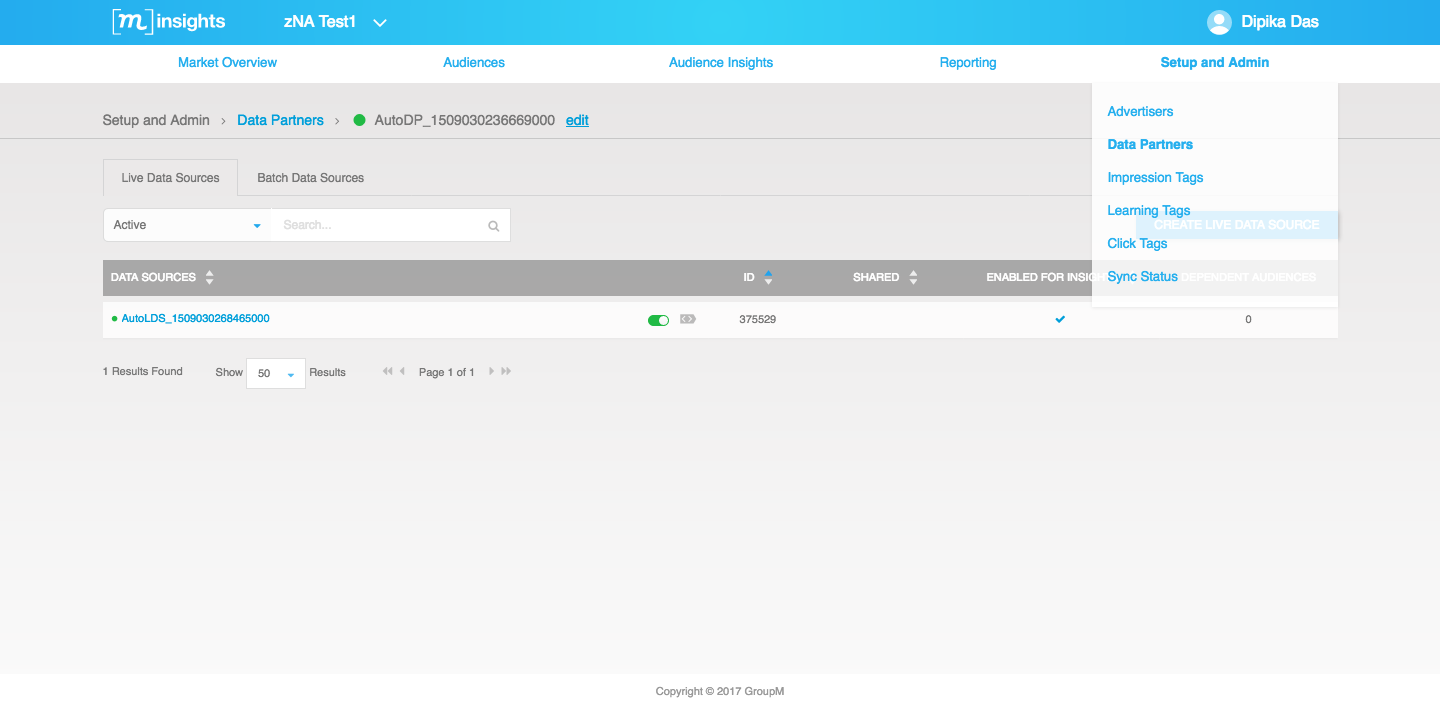 [m]insights zNA Test1 Dipika Das
Market Overview Audiences Audience Insights Reporting Setup and Admin
Setup and Admin › Data Partners › AutoDP_1509030236669000 edit
Advertisers
Data Partners
Impression Tags
Learning Tags
Click Tags
Sync Status
Live Data Sources Batch Data Sources
Active Search...
CREATE LIVE DATA SOURCE
DATA SOURCES ID SHARED ENABLED FOR INSIGH DEPENDENT AUDIENCES
AutoLDS_1509030268465000 375529 0
1 Results Found Show 50 Results Page 1 of 1
Copyright © 2017 GroupM